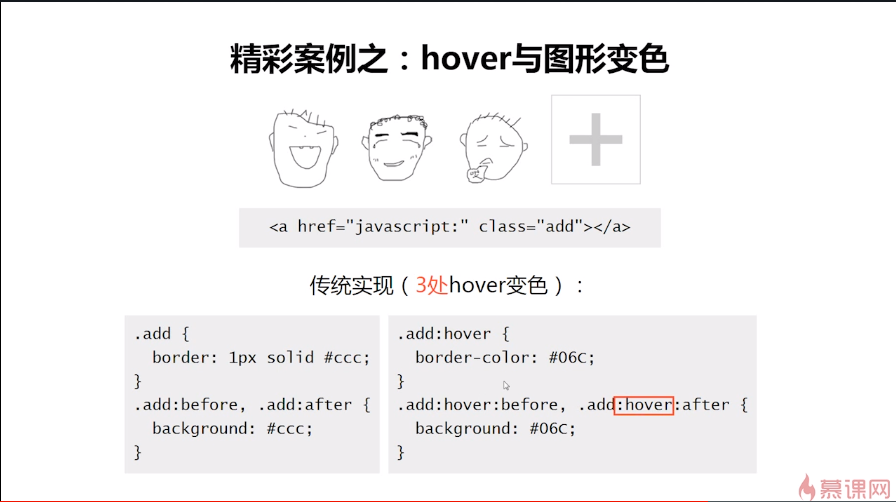 精彩案例之：hover与图形变色
<a href="javascript:" class="add"></a>
传统实现（3处hover变色）：
.add {
border: 1px solid #ccc;
}
.add:before, .add:after {
background: #ccc;
}
.add:hover {
border-color: #06C;
}
.add:hover:before, .add:hover:after {
background: #06C;
}
慕课网